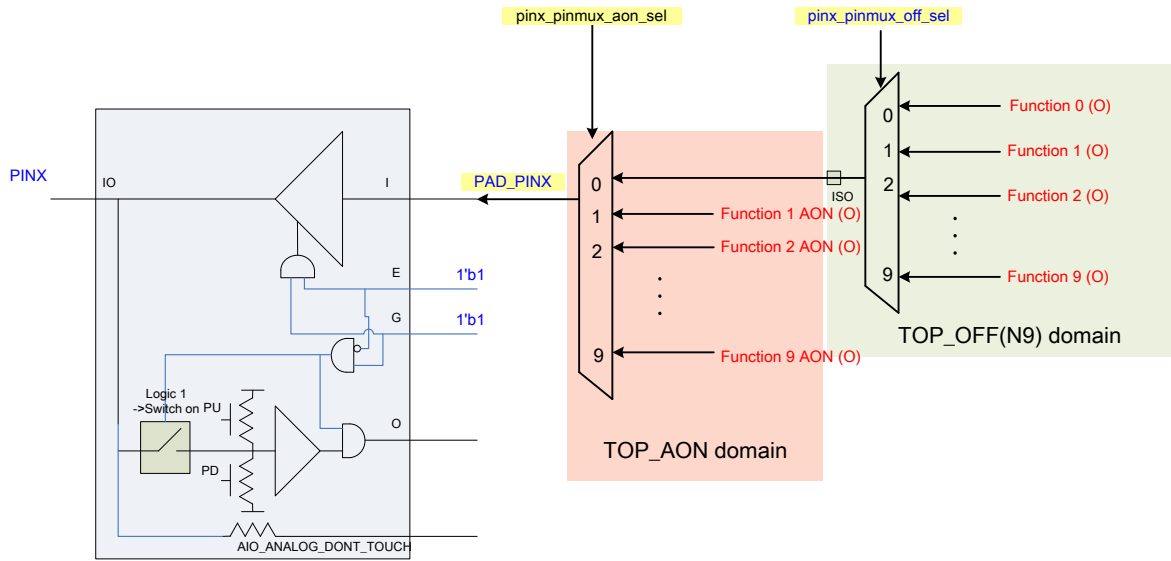 pinx_pinmux_aon_sel
pinx_pinmux_off_sel
PINX
IO
I
PAD_PINX
E
1'b1
G
1'b1
Logic 1
->Switch on
PU
PD
O
AIO_ANALOG_DONT_TOUCH
0
1
2
9
Function 1 AON (O)
Function 2 AON (O)
Function 9 AON (O)
TOP_AON domain
ISO
0
1
2
9
Function 0 (O)
Function 1 (O)
Function 2 (O)
Function 9 (O)
TOP_OFF(N9) domain